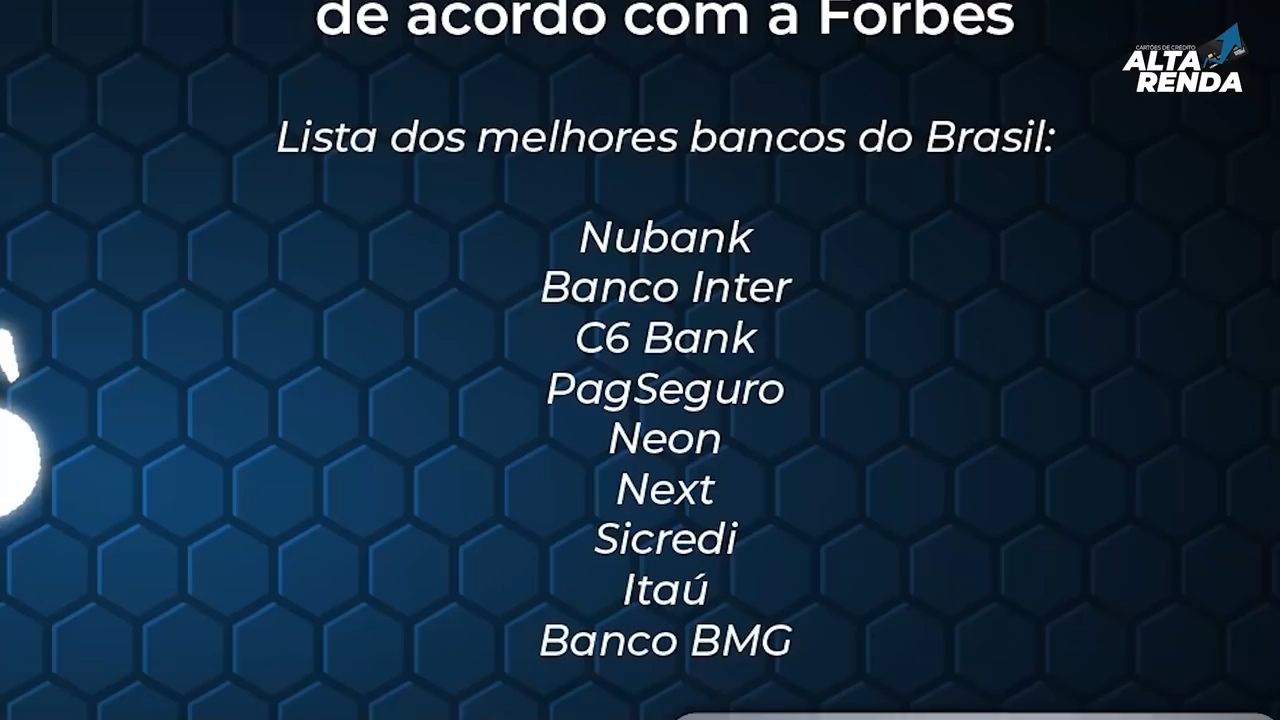 de acordo com a Forbes
CARTÕES DE CRÉDITO
ALTA
RENDA
Lista dos melhores bancos do Brasil:
Nubank
Banco Inter
C6 Bank
PagSeguro
Neon
Next
Sicredi
Itaú
Banco BMG